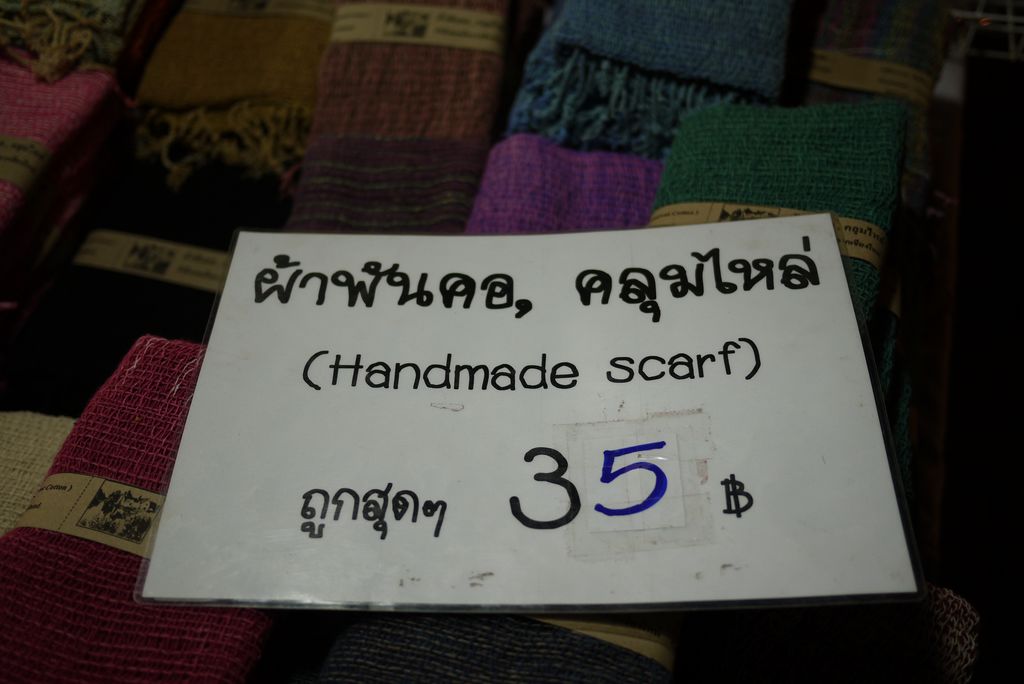 ผ้าพันคอ, คลุมไหล่
(Handmade scarf)
ถูกสุดๆ 35 ฿
Cotton )